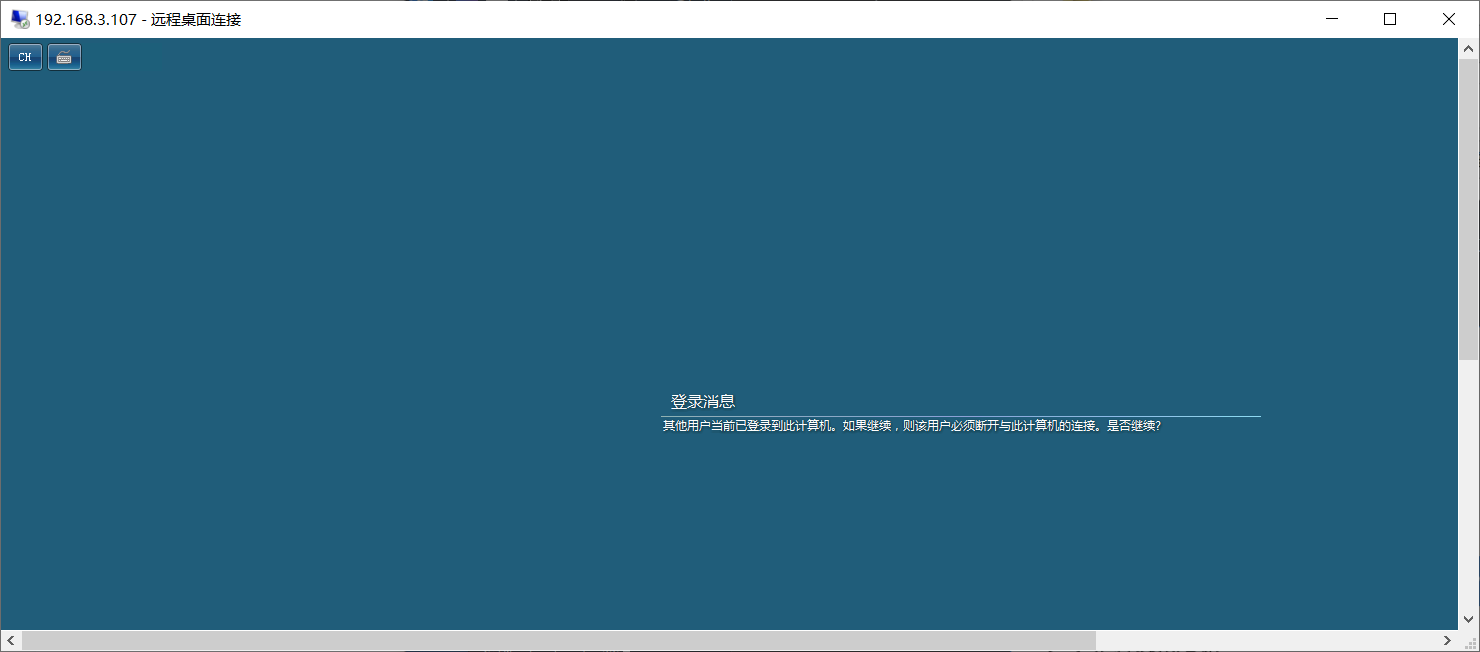 192.168.3.107 - 远程桌面连接
CH
登录消息
其他用户当前已登录到此计算机。如果继续，则该用户必须断开与此计算机的连接。是否继续?